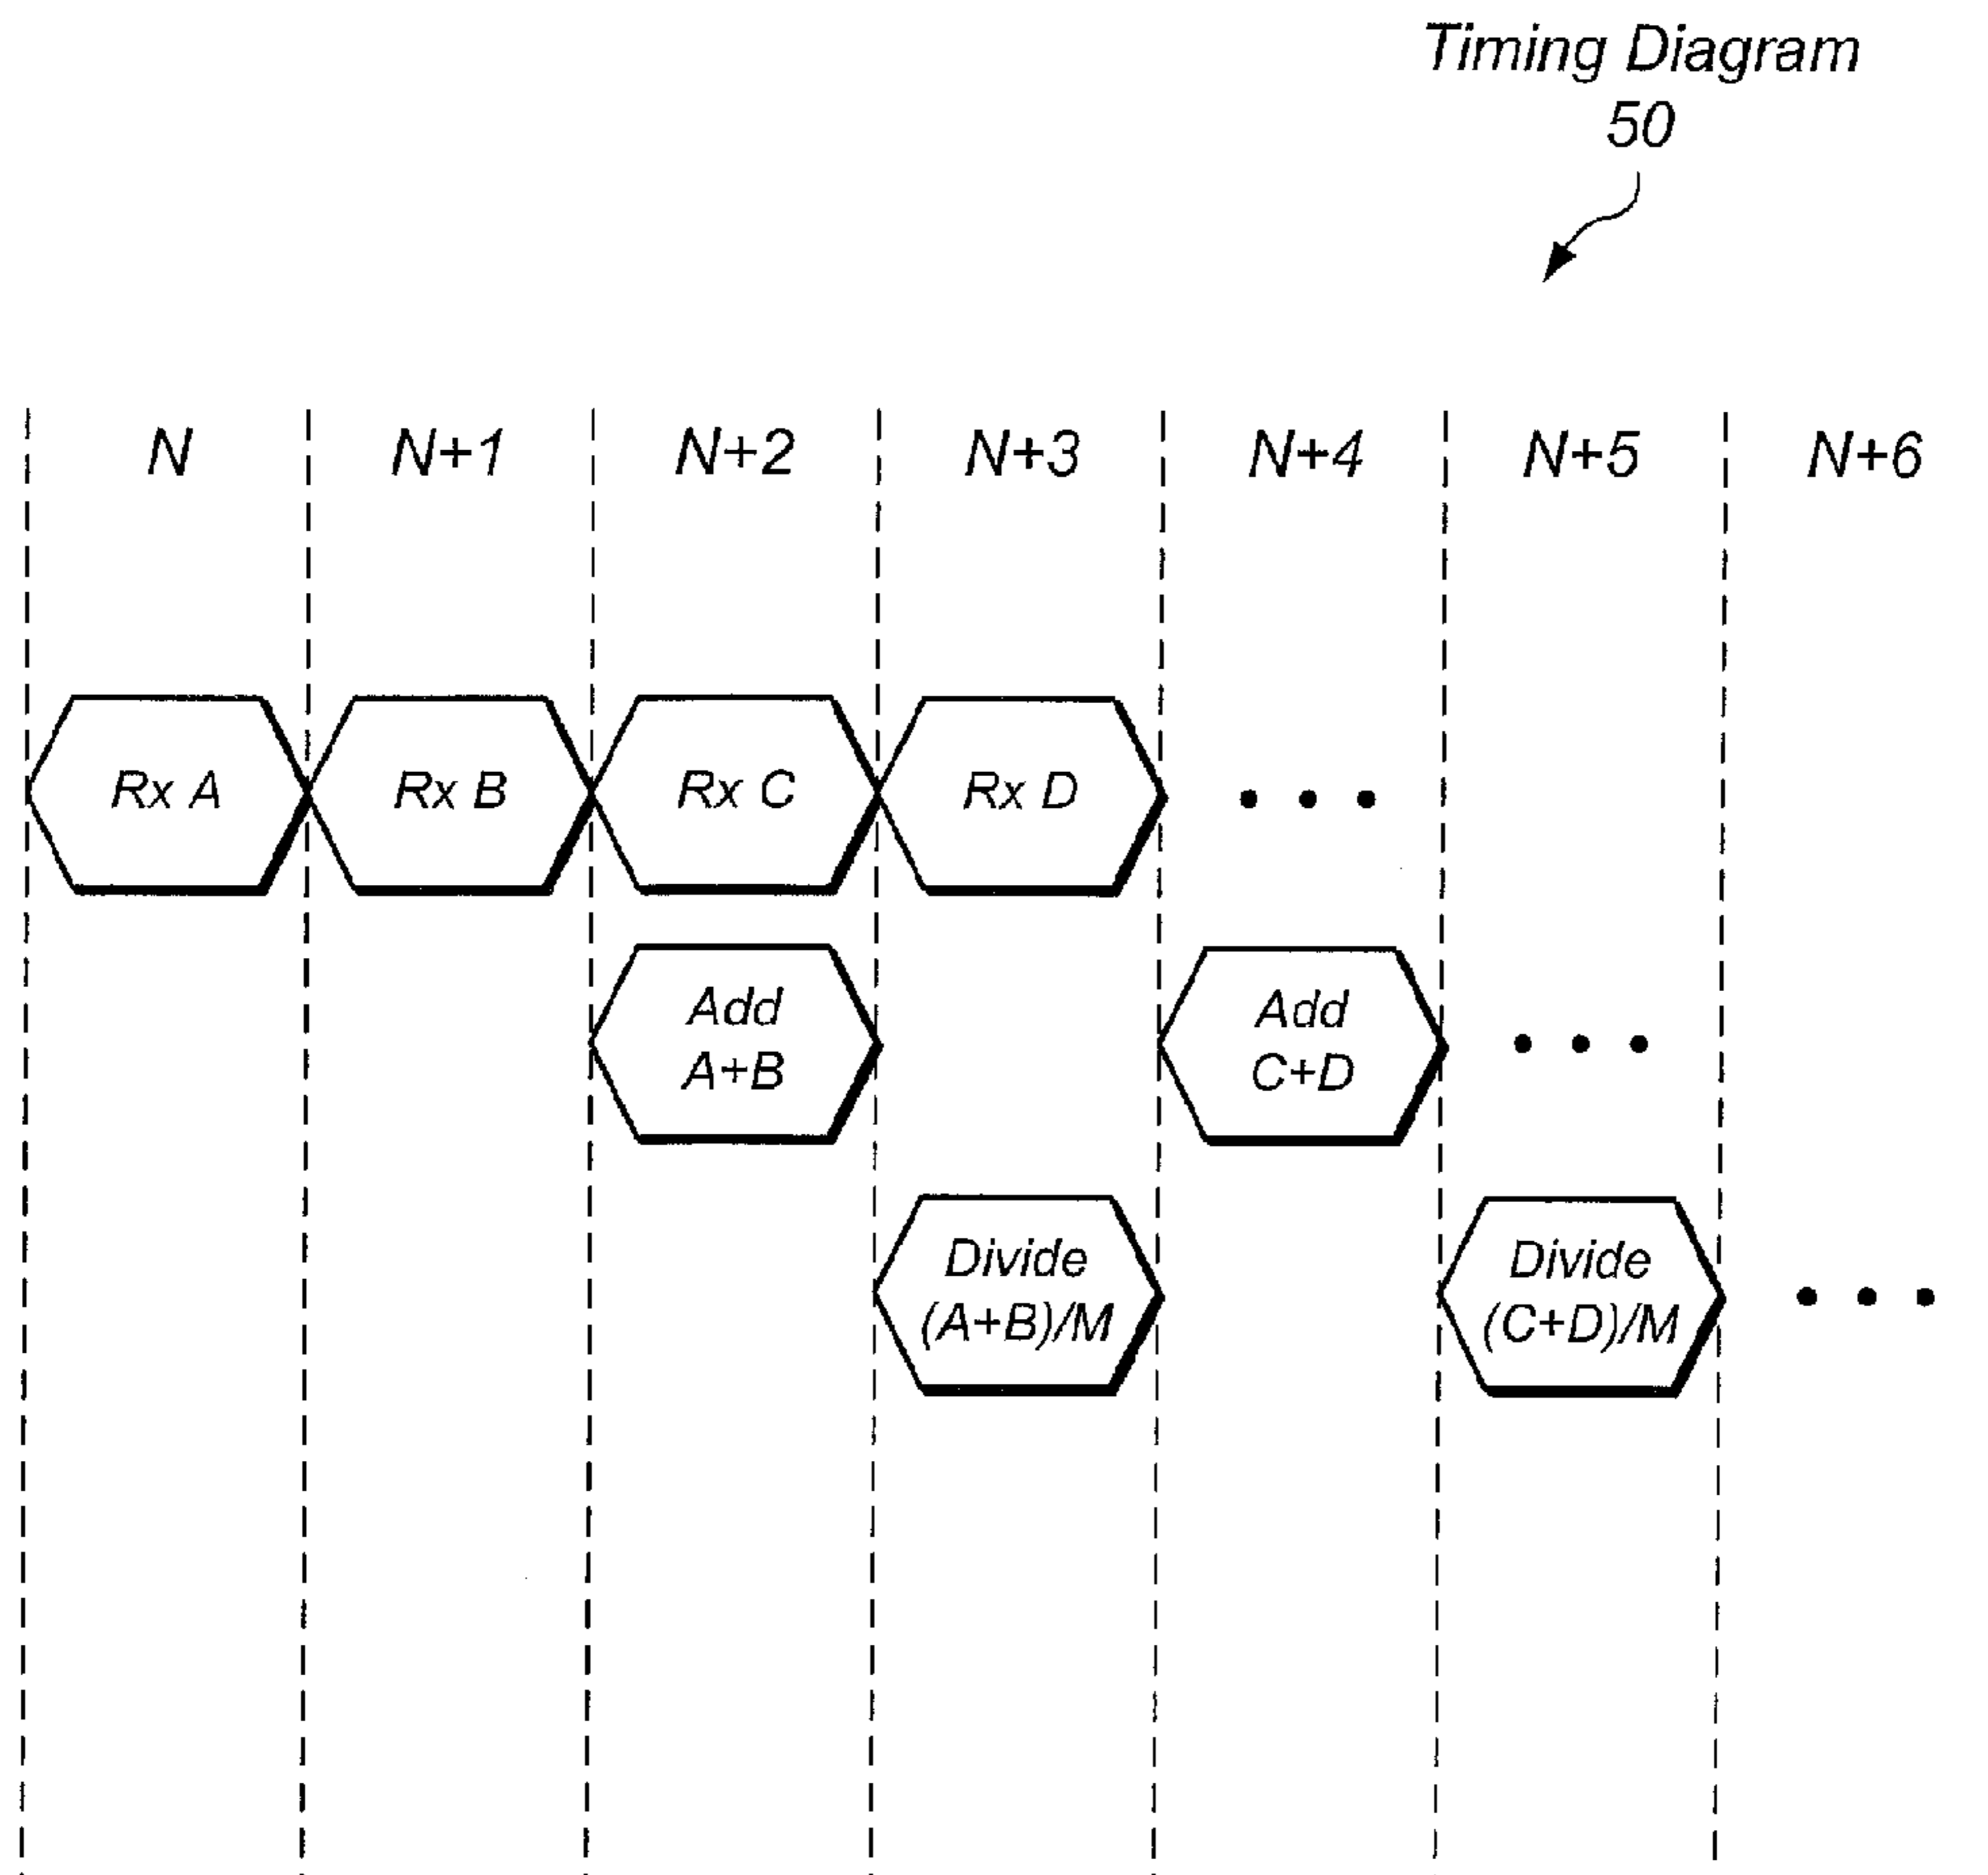 Timing Diagram
50
N N+1 N+2 N+3 N+4 N+5 N+6
Rx A Rx B Rx C Rx D • • •
Add Add
A+B C+D • • •
Divide Divide
(A+B)/M (C+D)/M • • •